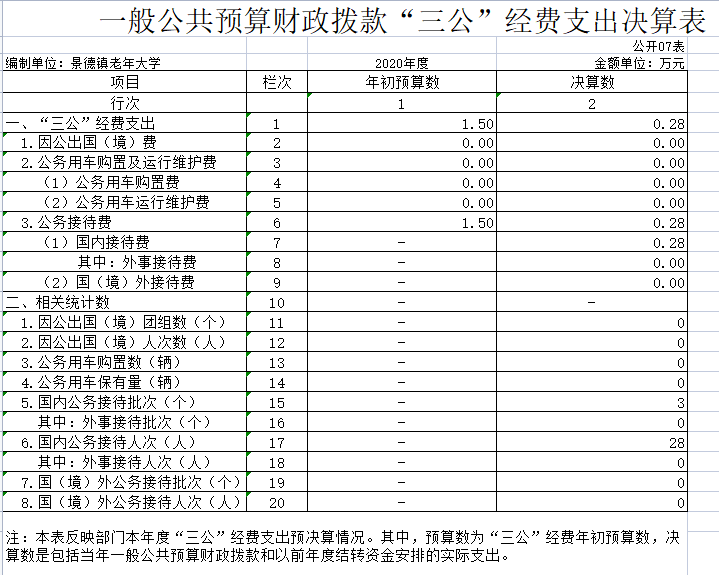 一般公共预算财政拨款“三公”经费支出决算表
公开07表
编制单位：景德镇老年大学 2020年度 金额单位：万元
项目 栏次 年初预算数 决算数
行次 1 2
一、“三公”经费支出 1 1.50 0.28
1.因公出国（境）费 2 0.00 0.00
2.公务用车购置及运行维护费 3 0.00 0.00
（1）公务用车购置费 4 0.00 0.00
（2）公务用车运行维护费 5 0.00 0.00
3.公务接待费 6 1.50 0.28
（1）国内接待费 7 - 0.28
其中：外事接待费 8 - 0.00
（2）国（境）外接待费 9 - 0.00
二、相关统计数 10 - -
1.因公出国（境）团组数（个） 11 - 0
2.因公出国（境）人次数（人） 12 - 0
3.公务用车购置数（辆） 13 - 0
4.公务用车保有量（辆） 14 - 0
5.国内公务接待批次（个） 15 - 3
其中：外事接待批次（个） 16 - 0
6.国内公务接待人次（人） 17 - 28
其中：外事接待人次（人） 18 - 0
7.国（境）外公务接待批次（个） 19 - 0
8.国（境）外公务接待人次（人） 20 - 0
注：本表反映部门本年度“三公”经费支出预决算情况。其中，预算数为“三公”经费年初预算数，决
算数是包括当年一般公共预算财政拨款和以前年度结转资金安排的实际支出。